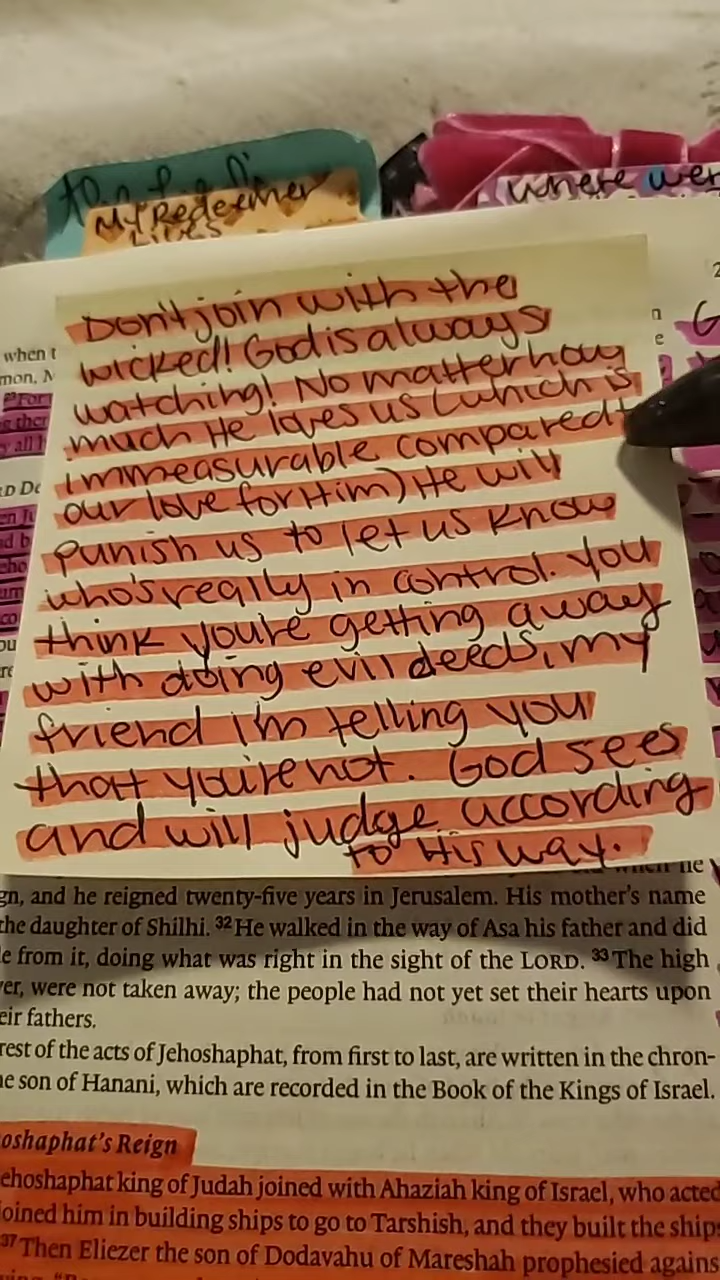 My Redeemer
Lives
where wer
when t
mon, M
Don't join with the
wicked! God is always
watching! No matter how
much He loves us (which is
immeasurable compared t
our love for Him) He will
punish us to let us know
who's really in control. You
think you're getting away
with doing evil deeds, my
friend I'm telling you
that you're not. God sees
and will judge according
to His way.
gn, and he reigned twenty-five years in Jerusalem. His mother's name
the daughter of Shilhi. 32 He walked in the way of Asa his father and did
e from it, doing what was right in the sight of the LORD. 33 The high
ver, were not taken away; the people had not yet set their hearts upon
eir fathers.
rest of the acts of Jehoshaphat, from first to last, are written in the chron-
he son of Hanani, which are recorded in the Book of the Kings of Israel.
oshaphat's Reign
ehoshaphat king of Judah joined with Ahaziah king of Israel, who acted
joined him in building ships to go to Tarshish, and they built the ship
37 Then Eliezer the son of Dodavahu of Mareshah prophesied agains